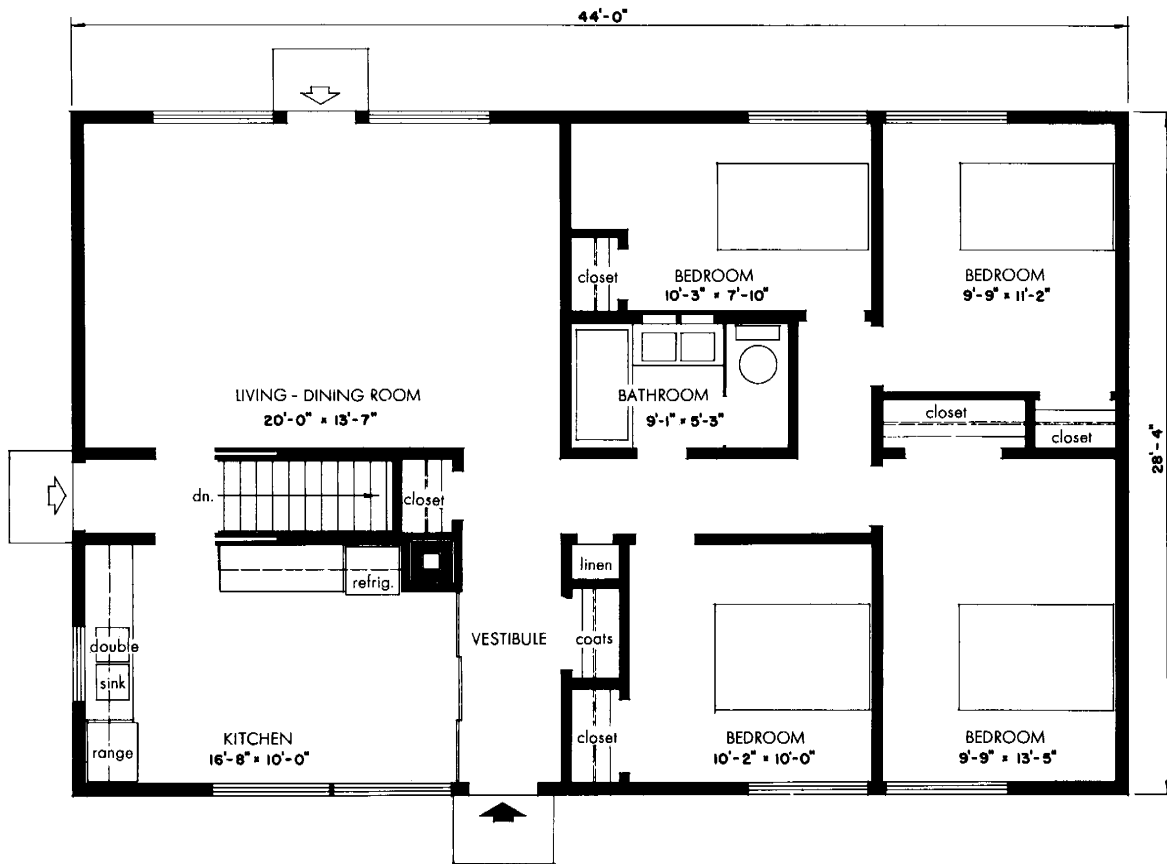 44'-0"
closet
BEDROOM
10'-3" × 7'-10"
BEDROOM
9'-9" × 11'-2"
LIVING - DINING ROOM
20'-0" × 13'-7"
BATHROOM
9'-1" × 5'-3"
closet
closet
28'-4"
dn.
closet
refrig.
linen
double
sink
VESTIBULE
coats
range
KITCHEN
16'-8" × 10'-0"
closet
BEDROOM
10'-2" × 10'-0"
BEDROOM
9'-9" × 13'-5"